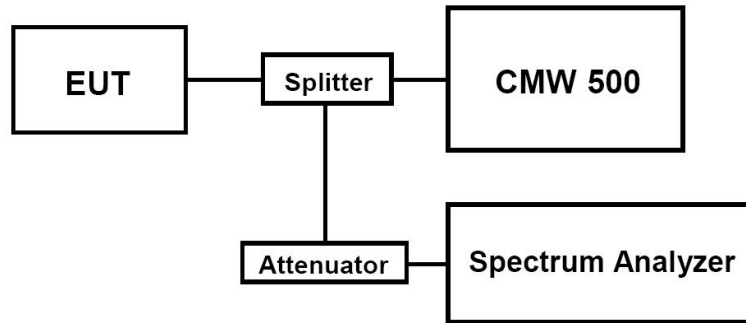 EUT
Splitter
CMW 500
Attenuator
Spectrum Analyzer